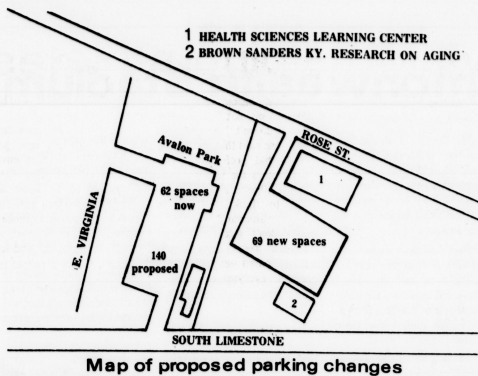 1 HEALTH SCIENCES LEARNING CENTER
2 BROWN SANDERS KY. RESEARCH ON AGING
ROSE ST.
Avalon Park
1
62 spaces
now
E. VIRGINIA
69 new spaces
140
proposed
2
SOUTH LIMESTONE
Map of proposed parking changes